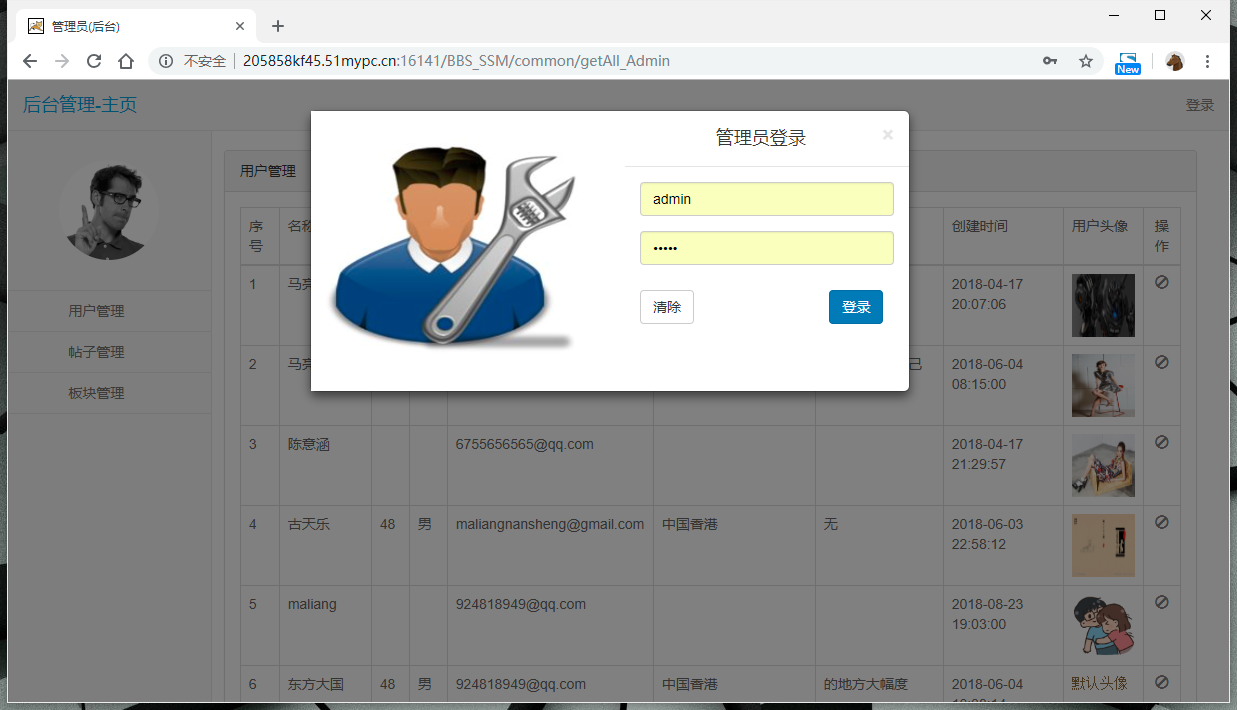 管理员(后台)
不安全 205858kf45.51mypc.cn:16141/BBS_SSM/common/getAll_Admin
New
后台管理-主页
登录
管理员登录
admin
•••••
清除 登录
用户管理
帖子管理
板块管理
用户管理
序号 名称 创建时间 用户头像 操作
1 马亮 2018-04-17 20:07:06
2 马亮 己 2018-06-04 08:15:00
3 陈意涵 6755656565@qq.com 2018-04-17 21:29:57
4 古天乐 48 男 maliangnansheng@gmail.com 中国香港 无 2018-06-03 22:58:12
5 maliang 924818949@qq.com 2018-08-23 19:03:00
6 东方大国 48 男 924818949@qq.com 中国香港 的地方大幅度 2018-06-04 默认头像